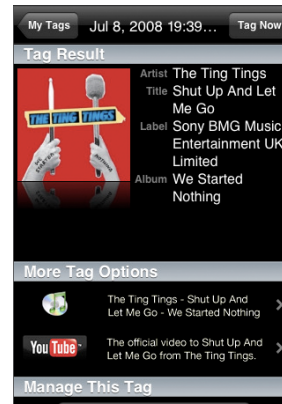 My Tags
Jul 8, 2008 19:39...
Tag Now
Tag Result
Artist The Ting Tings
Title Shut Up And Let
Me Go
Label Sony BMG Music
Entertainment UK
Limited
Album We Started
Nothing
THE TING TINGS
WE STARTED
NOTHING
More Tag Options
The Ting Tings - Shut Up And
Let Me Go - We Started Nothing
You Tube
The official video to Shut Up And
Let Me Go from The Ting Tings.
Manage This Tag